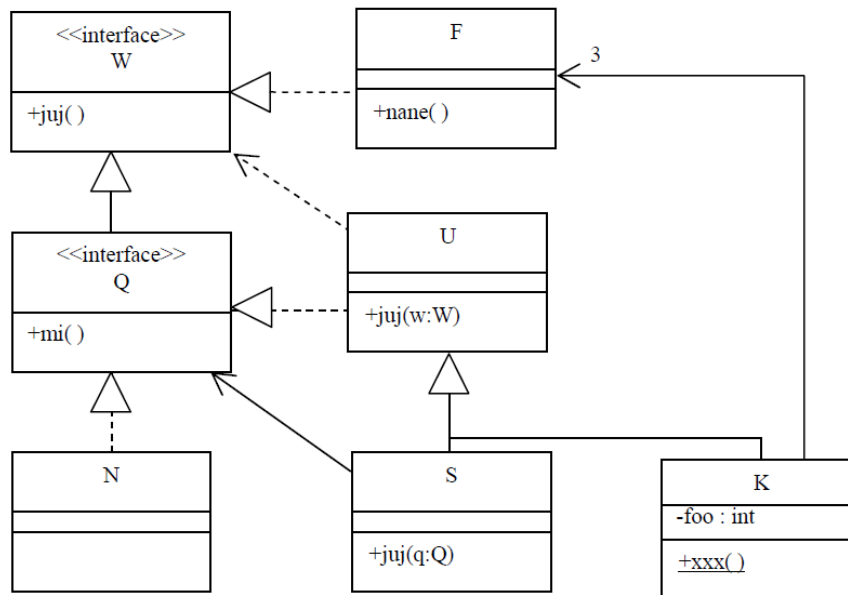 <<interface>>
W
+juj( )
F
+nane( )
3
<<interface>>
Q
+mi( )
U
+juj(w:W)
N
S
+juj(q:Q)
K
-foo : int
+xxx( )